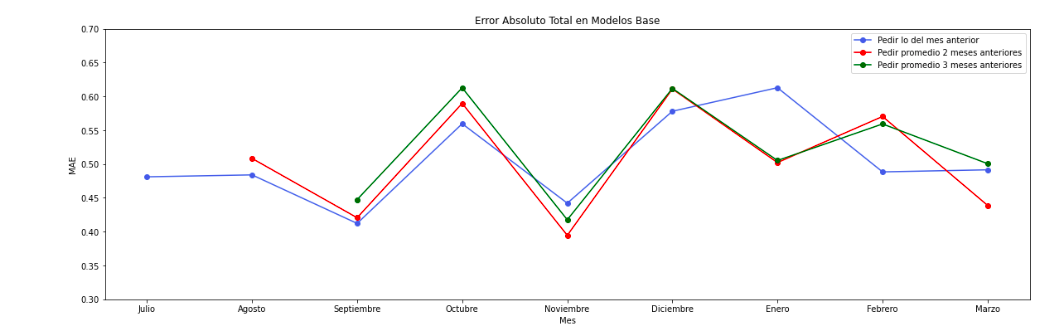 Error Absoluto Total en Modelos Base
0.70
0.65
0.60
0.55
0.50
0.45
0.40
0.35
0.30
MAE
Pedir lo del mes anterior
Pedir promedio 2 meses anteriores
Pedir promedio 3 meses anteriores
Julio Agosto Septiembre Octubre Noviembre Diciembre Enero Febrero Marzo
Mes